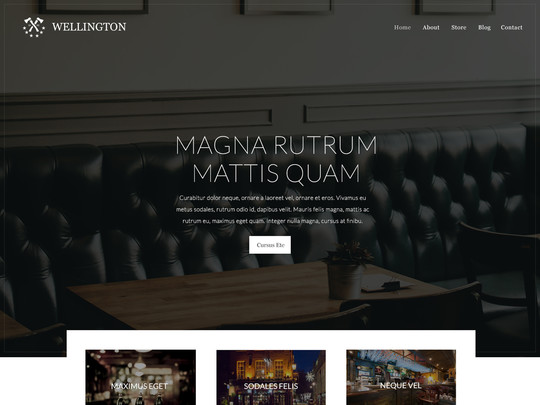 WELLINGTON
Home About Store Blog Contact
MAGNA RUTRUM
MATTIS QUAM
Curabitur dolor neque, ornare a laoreet vel, ornare et eros. Vivamus eu
metus sodales, rutrum odio id, dapibus velit. Mauris felis magna, mattis ac
rutrum eu, maximus eget quam. Integer nulla magna, cursus at finibu.
Cursus Etc
MAXIMUS EGET SODALES FELIS NEQUE VEL